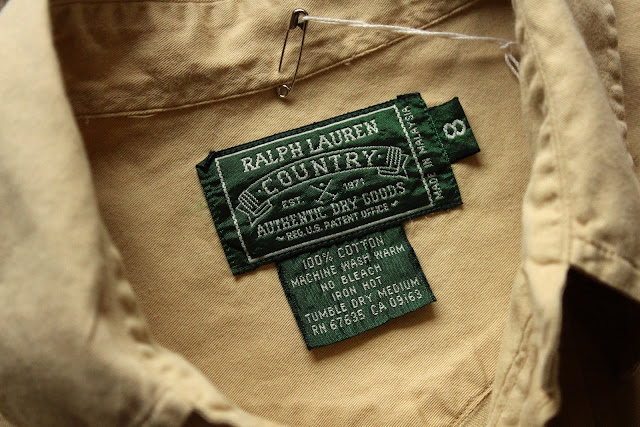 RALPH LAUREN
COUNTRY
EST. 1971
AUTHENTIC DRY GOODS
REG. U.S. PATENT OFFICE
MADE IN MALAYSIA
8
100% COTTON
MACHINE WASH WARM
NO BLEACH
IRON HOT
TUMBLE DRY MEDIUM
RN 67635 CA 09163